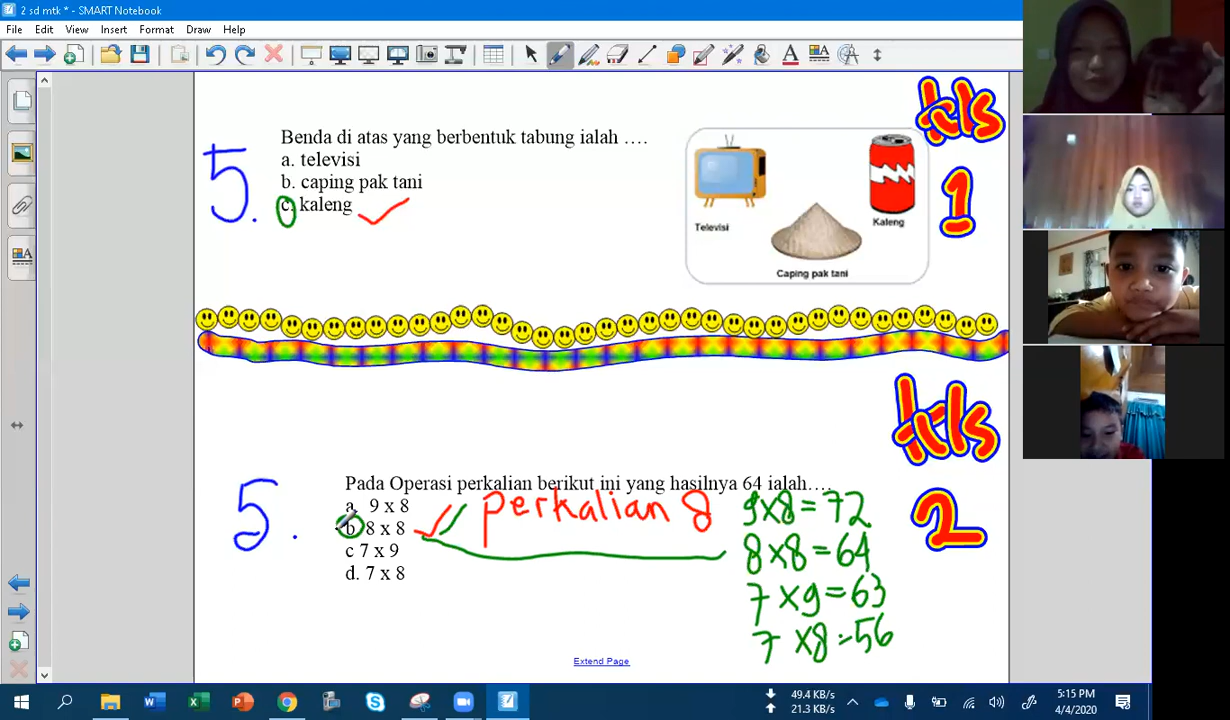 2 sd mtk * - SMART Notebook
File Edit View Insert Format Draw Help
5.
Benda di atas yang berbentuk tabung ialah ….
a. televisi
b. caping pak tani
c. kaleng
Televisi
Kaleng
Caping pak tani
kls
1
kls
2
5.
Pada Operasi perkalian berikut ini yang hasilnya 64 ialah….
a. 9 x 8
b 8 x 8
c 7 x 9
d. 7 x 8
perkalian 8
9x8=72
8x8=64
7x9=63
7x8=56
Extend Page
49.4 KB/s
21.3 KB/s
5:15 PM
4/4/2020